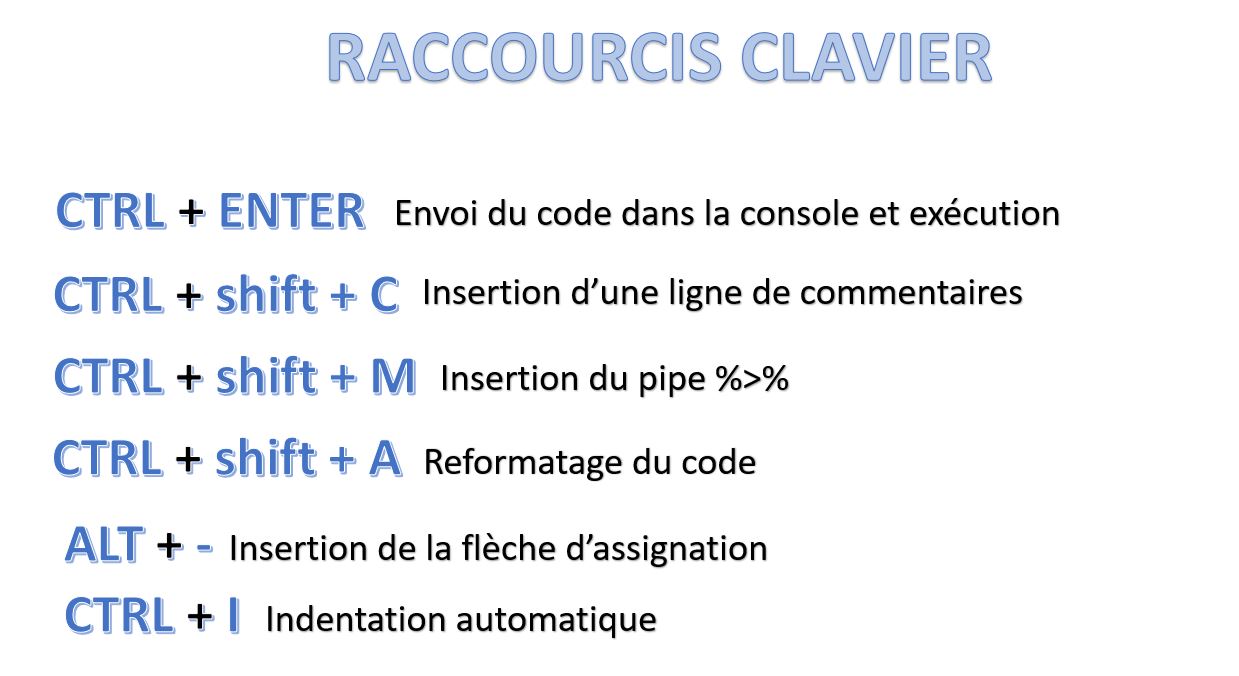 RACCOURCIS CLAVIER
CTRL + ENTER Envoi du code dans la console et exécution
CTRL + shift + C Insertion d’une ligne de commentaires
CTRL + shift + M Insertion du pipe %>%
CTRL + shift + A Reformatage du code
ALT + - Insertion de la flèche d’assignation
CTRL + I Indentation automatique